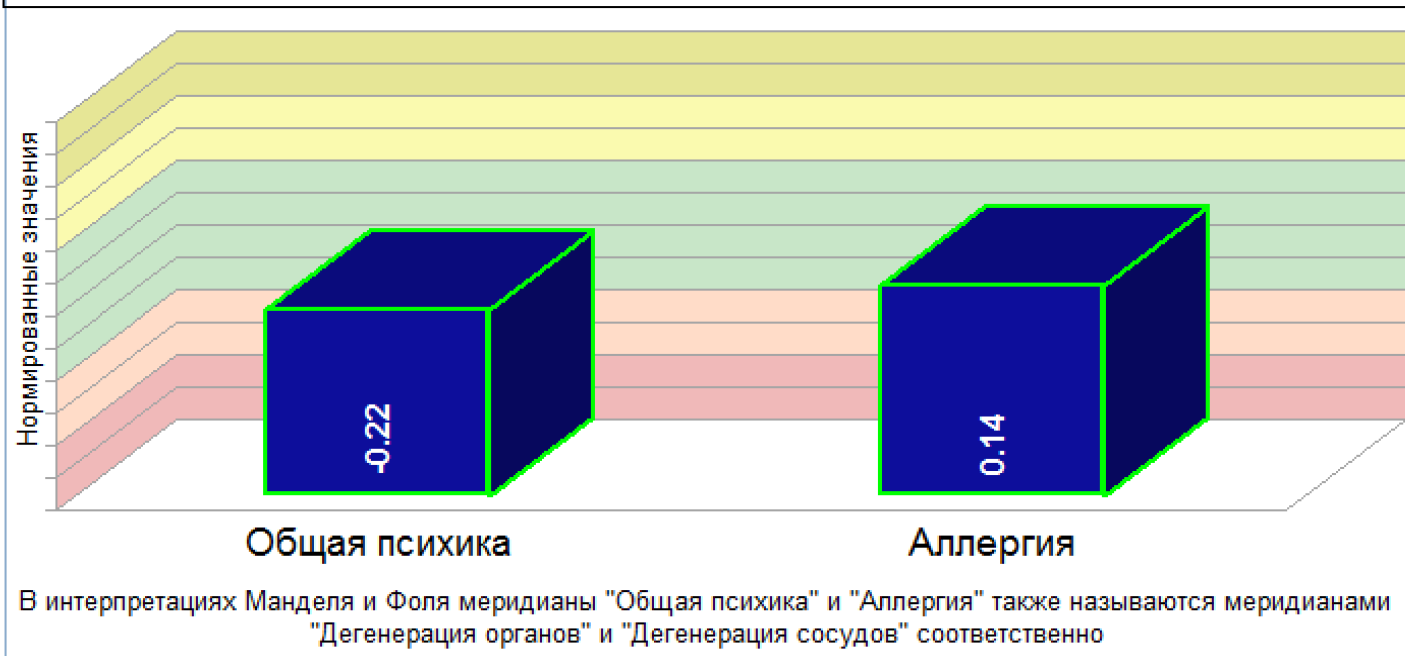 Нормированные значения
-0.22
0.14
Общая психика
Аллергия
В интерпретациях Манделя и Фоля меридианы "Общая психика" и "Аллергия" также называются меридианами
"Дегенерация органов" и "Дегенерация сосудов" соответственно